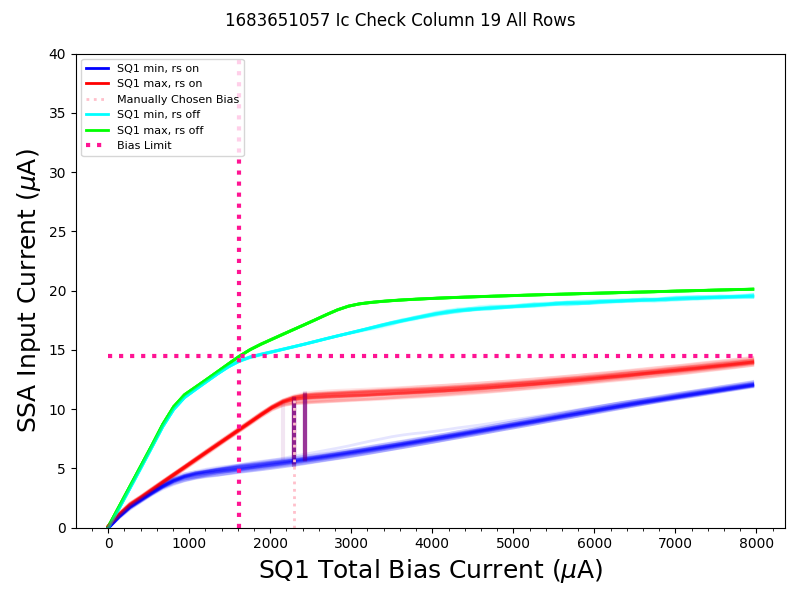 1683651057 Ic Check Column 19 All Rows
40
35
30
25
20
15
10
5
0
SSA Input Current (μA)
SQ1 min, rs on
SQ1 max, rs on
Manually Chosen Bias
SQ1 min, rs off
SQ1 max, rs off
Bias Limit
0 1000 2000 3000 4000 5000 6000 7000 8000
SQ1 Total Bias Current (μA)